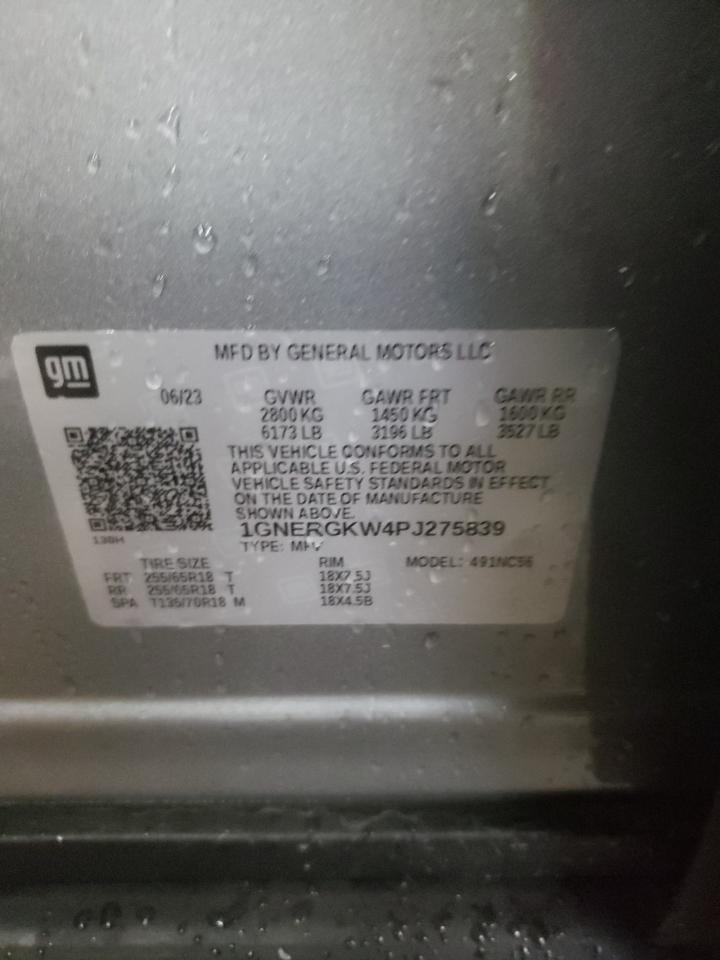 gm
MFD BY GENERAL MOTORS LLC
06/23 GVWR GAWR FRT GAWR RR
2800 KG 1450 KG 1600 KG
6173 LB 3196 LB 3527 LB
THIS VEHICLE CONFORMS TO ALL
APPLICABLE U.S. FEDERAL MOTOR
VEHICLE SAFETY STANDARDS IN EFFECT
ON THE DATE OF MANUFACTURE
SHOWN ABOVE.
1GNERGKW4PJ275839
TYPE: MPV
TIRE SIZE RIM MODEL: 491NC56
FRT 255/65R18 T 18X7.5J
RR 255/65R18 T 18X7.5J
SPA T135/70R18 M 18X4.5B